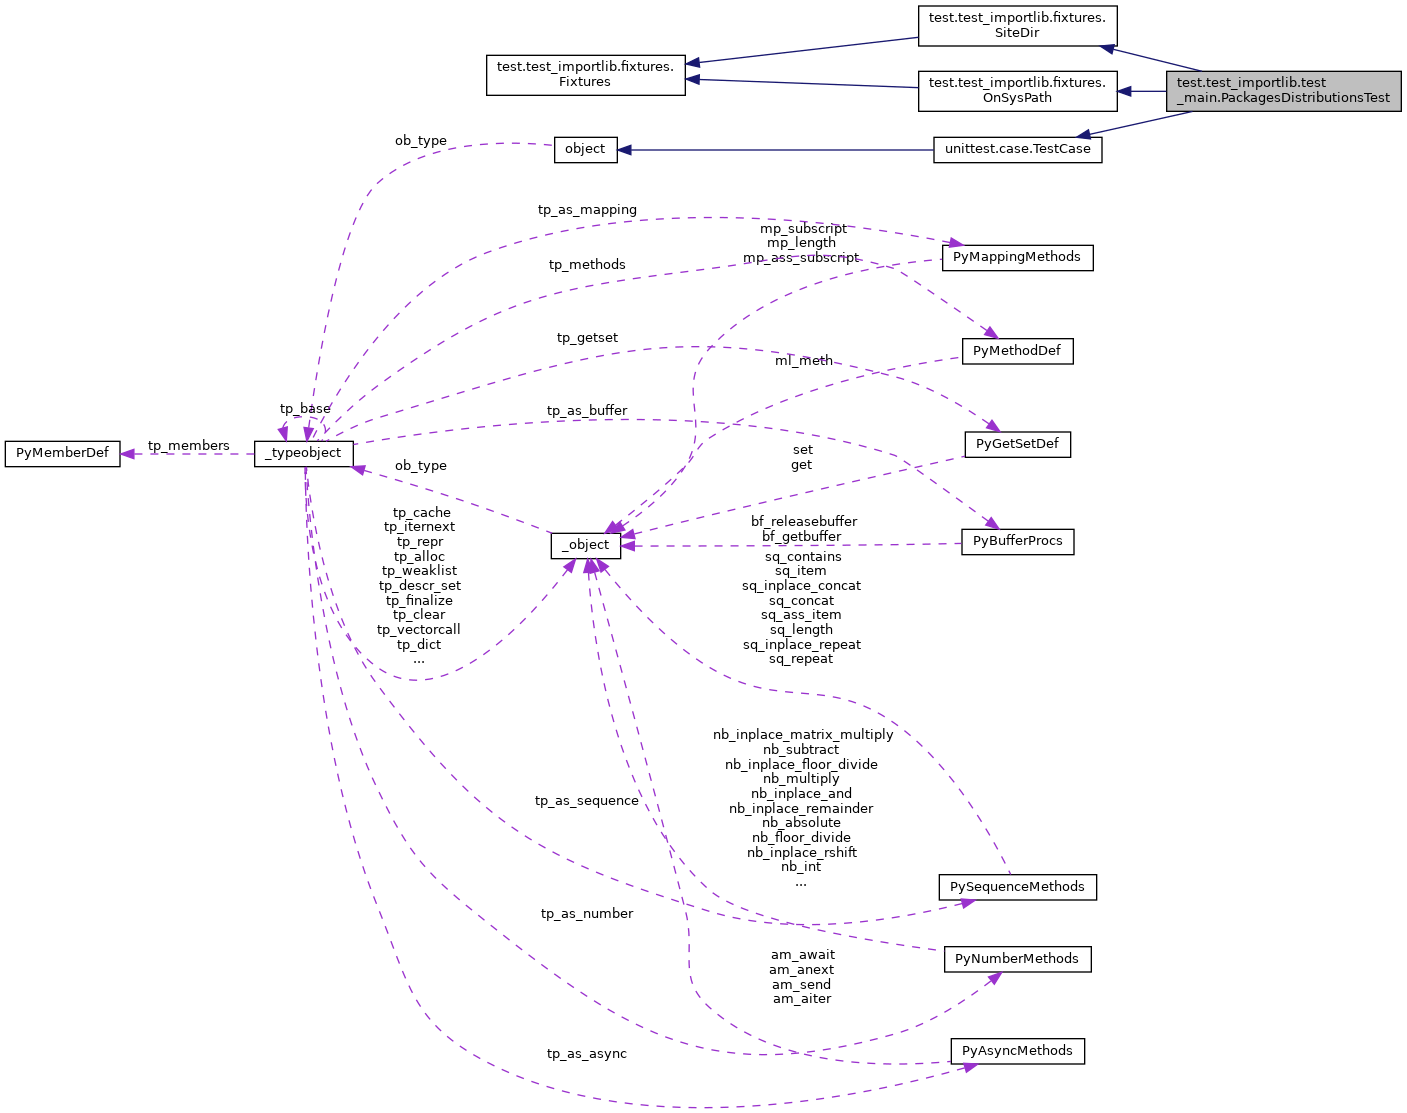 test.test_importlib.fixtures.
SiteDir
test.test_importlib.fixtures.
Fixtures
test.test_importlib.fixtures.
OnSysPath
test.test_importlib.test
_main.PackagesDistributionsTest
ob_type
object
unittest.case.TestCase
tp_as_mapping
mp_subscript
mp_length
mp_ass_subscript
PyMappingMethods
tp_methods
tp_getset
ml_meth
PyMethodDef
tp_base
tp_as_buffer
PyMemberDef
tp_members
_typeobject
PyGetSetDef
ob_type
set
get
tp_cache
tp_iternext
tp_repr
tp_alloc
tp_weaklist
tp_descr_set
tp_finalize
tp_clear
tp_vectorcall
tp_dict
...
_object
bf_releasebuffer
bf_getbuffer
PyBufferProcs
sq_contains
sq_item
sq_inplace_concat
sq_concat
sq_ass_item
sq_length
sq_inplace_repeat
sq_repeat
nb_inplace_matrix_multiply
nb_subtract
nb_inplace_floor_divide
nb_multiply
nb_inplace_and
nb_inplace_remainder
nb_absolute
nb_floor_divide
nb_inplace_rshift
nb_int
...
tp_as_sequence
PySequenceMethods
tp_as_number
PyNumberMethods
am_await
am_anext
am_send
am_aiter
tp_as_async
PyAsyncMethods